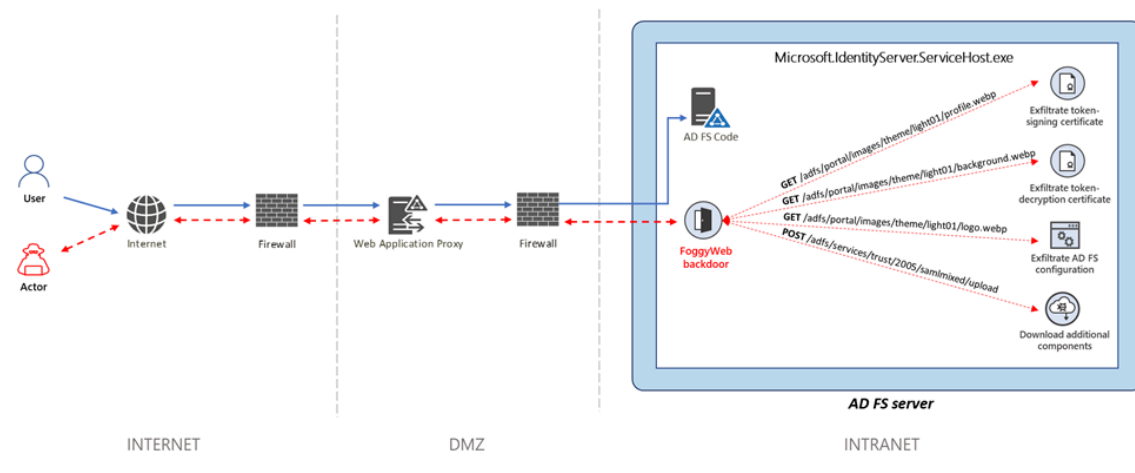 Microsoft.IdentityServer.ServiceHost.exe
AD FS Code
GET /adfs/portal/images/theme/light01/profile.webp
Exfiltrate token-
signing certificate
GET /adfs/portal/images/theme/light01/background.webp
Exfiltrate token-
decryption certificate
User
Internet
Firewall
Web Application Proxy
Firewall
FoggyWeb
backdoor
GET /adfs/portal/images/theme/light01/logo.webp
Exfiltrate AD FS
configuration
Actor
POST /adfs/services/trust/2005/samlmixed/upload
Download additional
components
AD FS server
INTERNET
DMZ
INTRANET